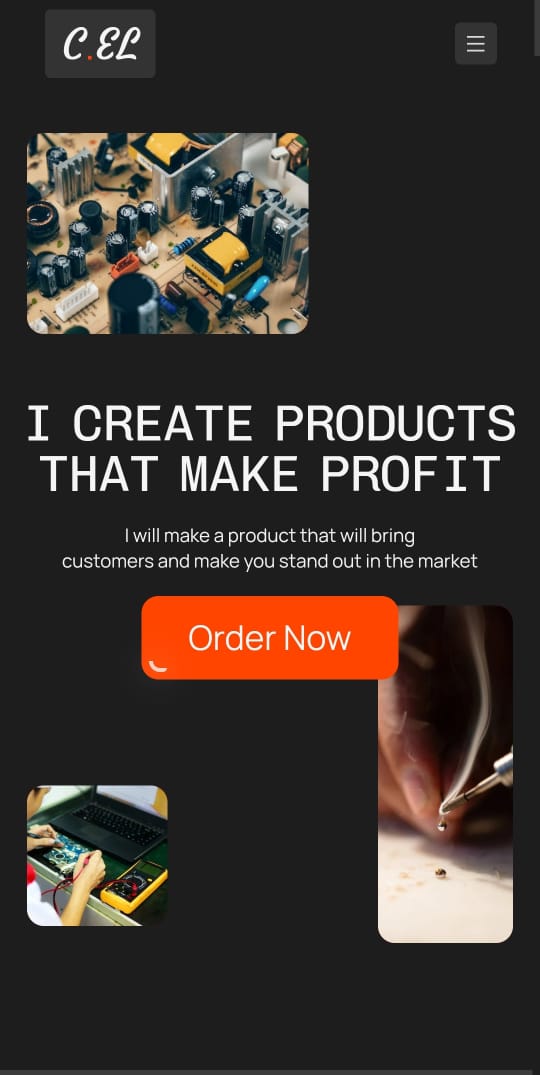 C.EL
I CREATE PRODUCTS
THAT MAKE PROFIT
I will make a product that will bring
customers and make you stand out in the market
Order Now